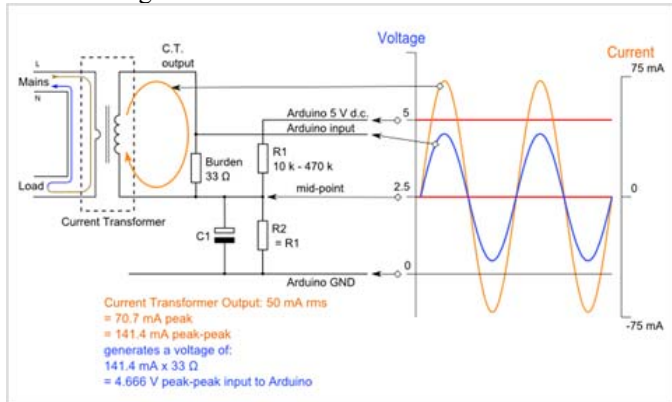 C.T.
output
Voltage
Current
75 mA
L
Mains
N
Arduino 5 V d.c.
5
Arduino input
Burden
33 Ω
R1
10 k - 470 k
mid-point
2.5
0
Load
Current Transformer
C1
R2
= R1
0
Arduino GND
-75 mA
Current Transformer Output: 50 mA rms
= 70.7 mA peak
= 141.4 mA peak-peak
generates a voltage of:
141.4 mA x 33 Ω
= 4.666 V peak-peak input to Arduino